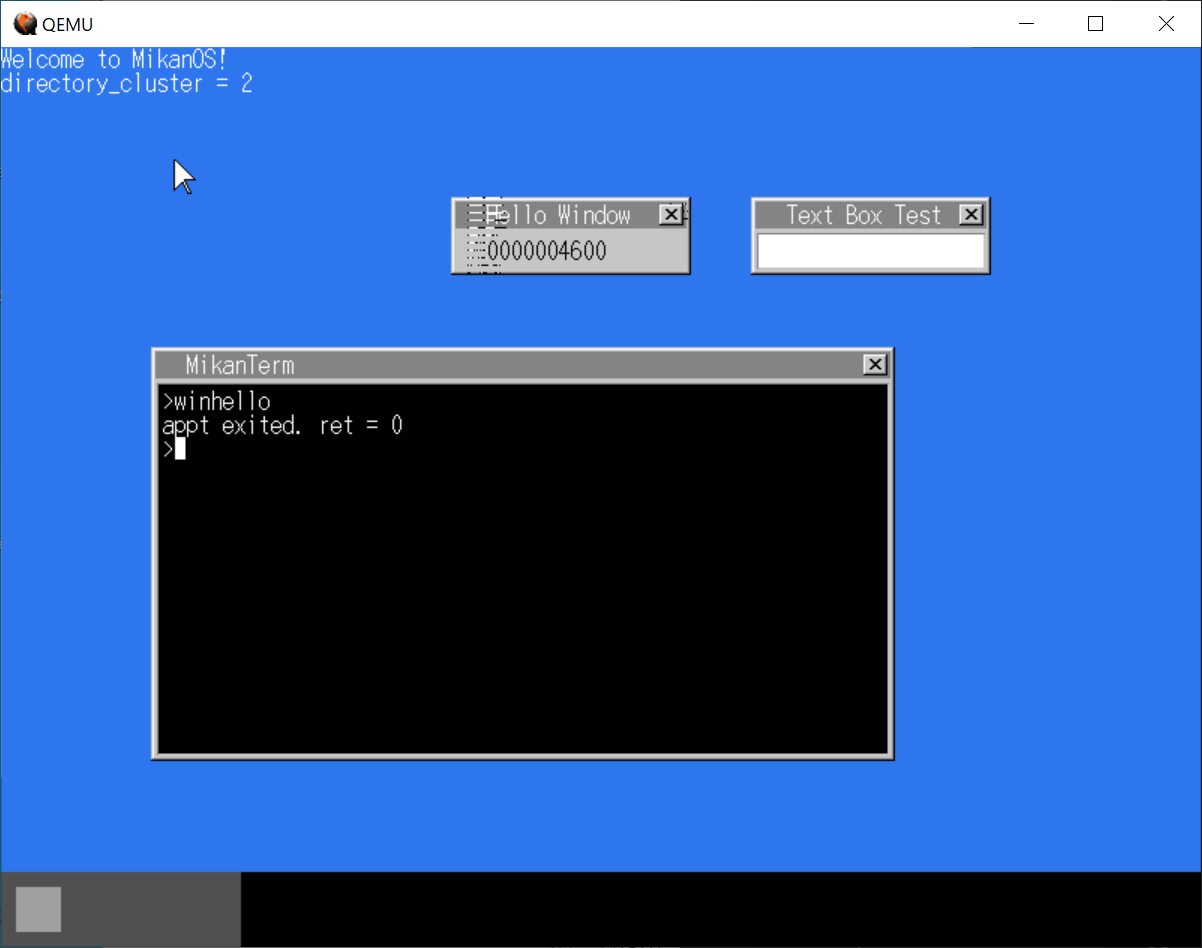 QEMU
Welcome to MikanOS!
directory_cluster = 2
Hello Window
0000004600
Text Box Test
MikanTerm
>winhello
appt exited. ret = 0
>